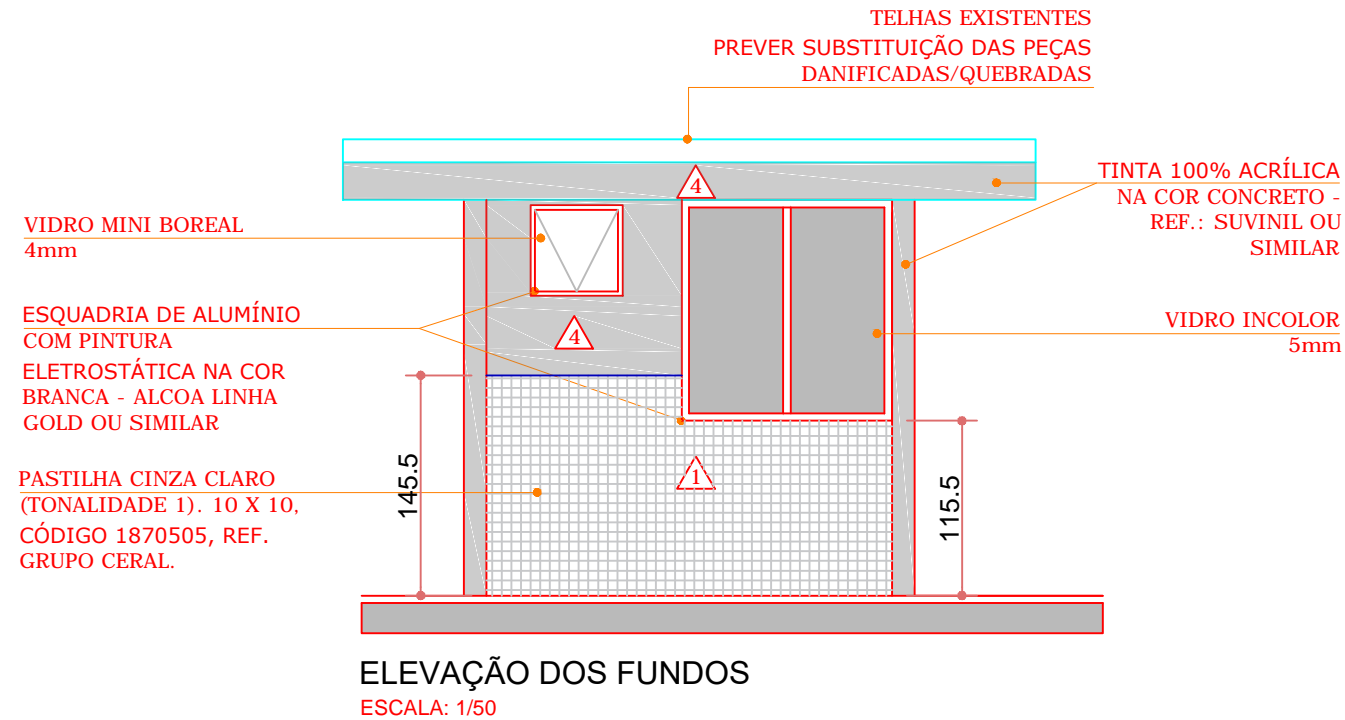 TELHAS EXISTENTES
PREVER SUBSTITUIÇÃO DAS PEÇAS
DANIFICADAS/QUEBRADAS
TINTA 100% ACRÍLICA
NA COR CONCRETO -
REF.: SUVINIL OU
SIMILAR
4
VIDRO MINI BOREAL
4mm
ESQUADRIA DE ALUMÍNIO
COM PINTURA
ELETROSTÁTICA NA COR
BRANCA - ALCOA LINHA
GOLD OU SIMILAR
4
VIDRO INCOLOR
5mm
PASTILHA CINZA CLARO
(TONALIDADE 1). 10 X 10,
CÓDIGO 1870505, REF.
GRUPO CERAL.
145.5
1
115.5
ELEVAÇÃO DOS FUNDOS
ESCALA: 1/50